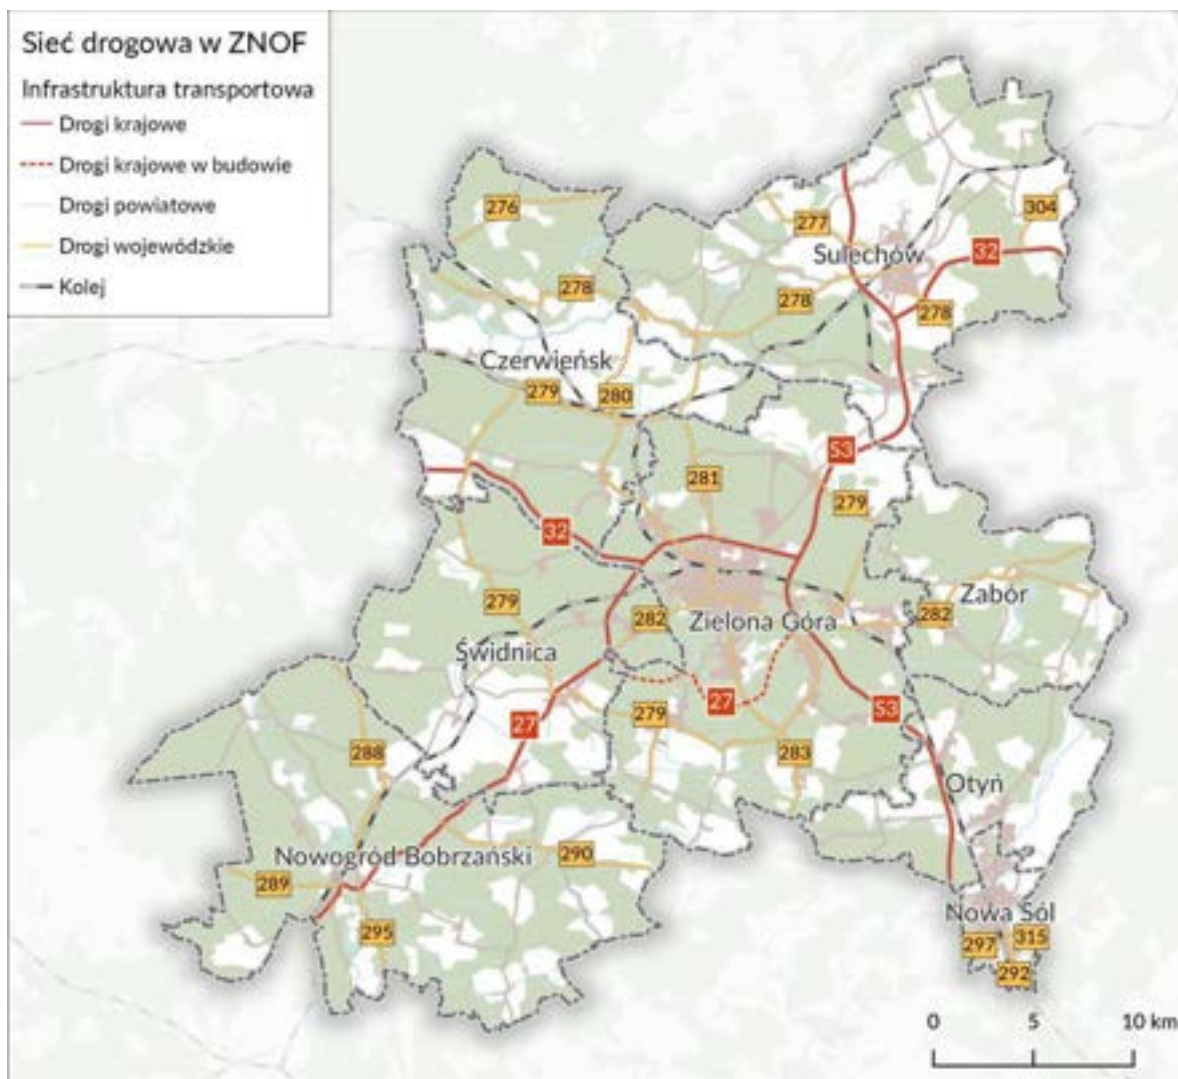 Sieć drogowa w ZNOF
Infrastruktura transportowa
Drogi krajowe
Drogi krajowe w budowie
Drogi powiatowe
Drogi wojewódzkie
Kolej
276
277
304
Sulechów
32
278
278
278
Czerwieńsk
279
280
S3
281
279
32
Zabór
279
282
Zielona Góra
282
Świdnica
27
S3
279
27
288
283
Otyń
Nowogród Bobrzański
290
289
Nowa Sól
295
297
315
292
0 5 10 km